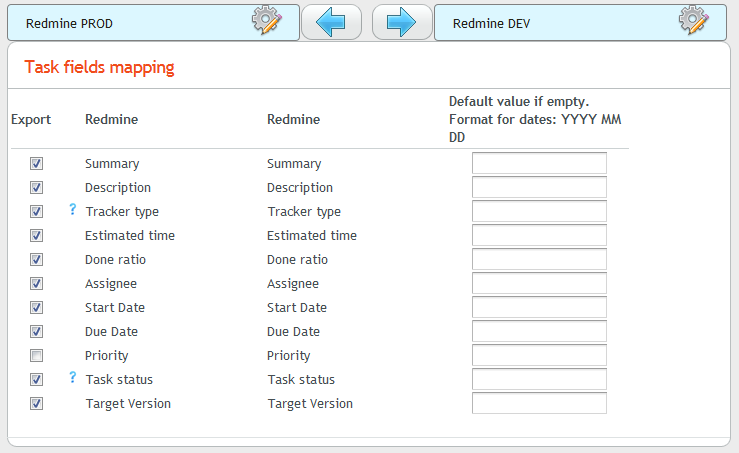 Redmine PROD
Redmine DEV
Task fields mapping
Export Redmine Redmine Default value if empty.
Format for dates: YYYY MM
DD
Summary Summary
Description Description
? Tracker type Tracker type
Estimated time Estimated time
Done ratio Done ratio
Assignee Assignee
Start Date Start Date
Due Date Due Date
Priority Priority
? Task status Task status
Target Version Target Version